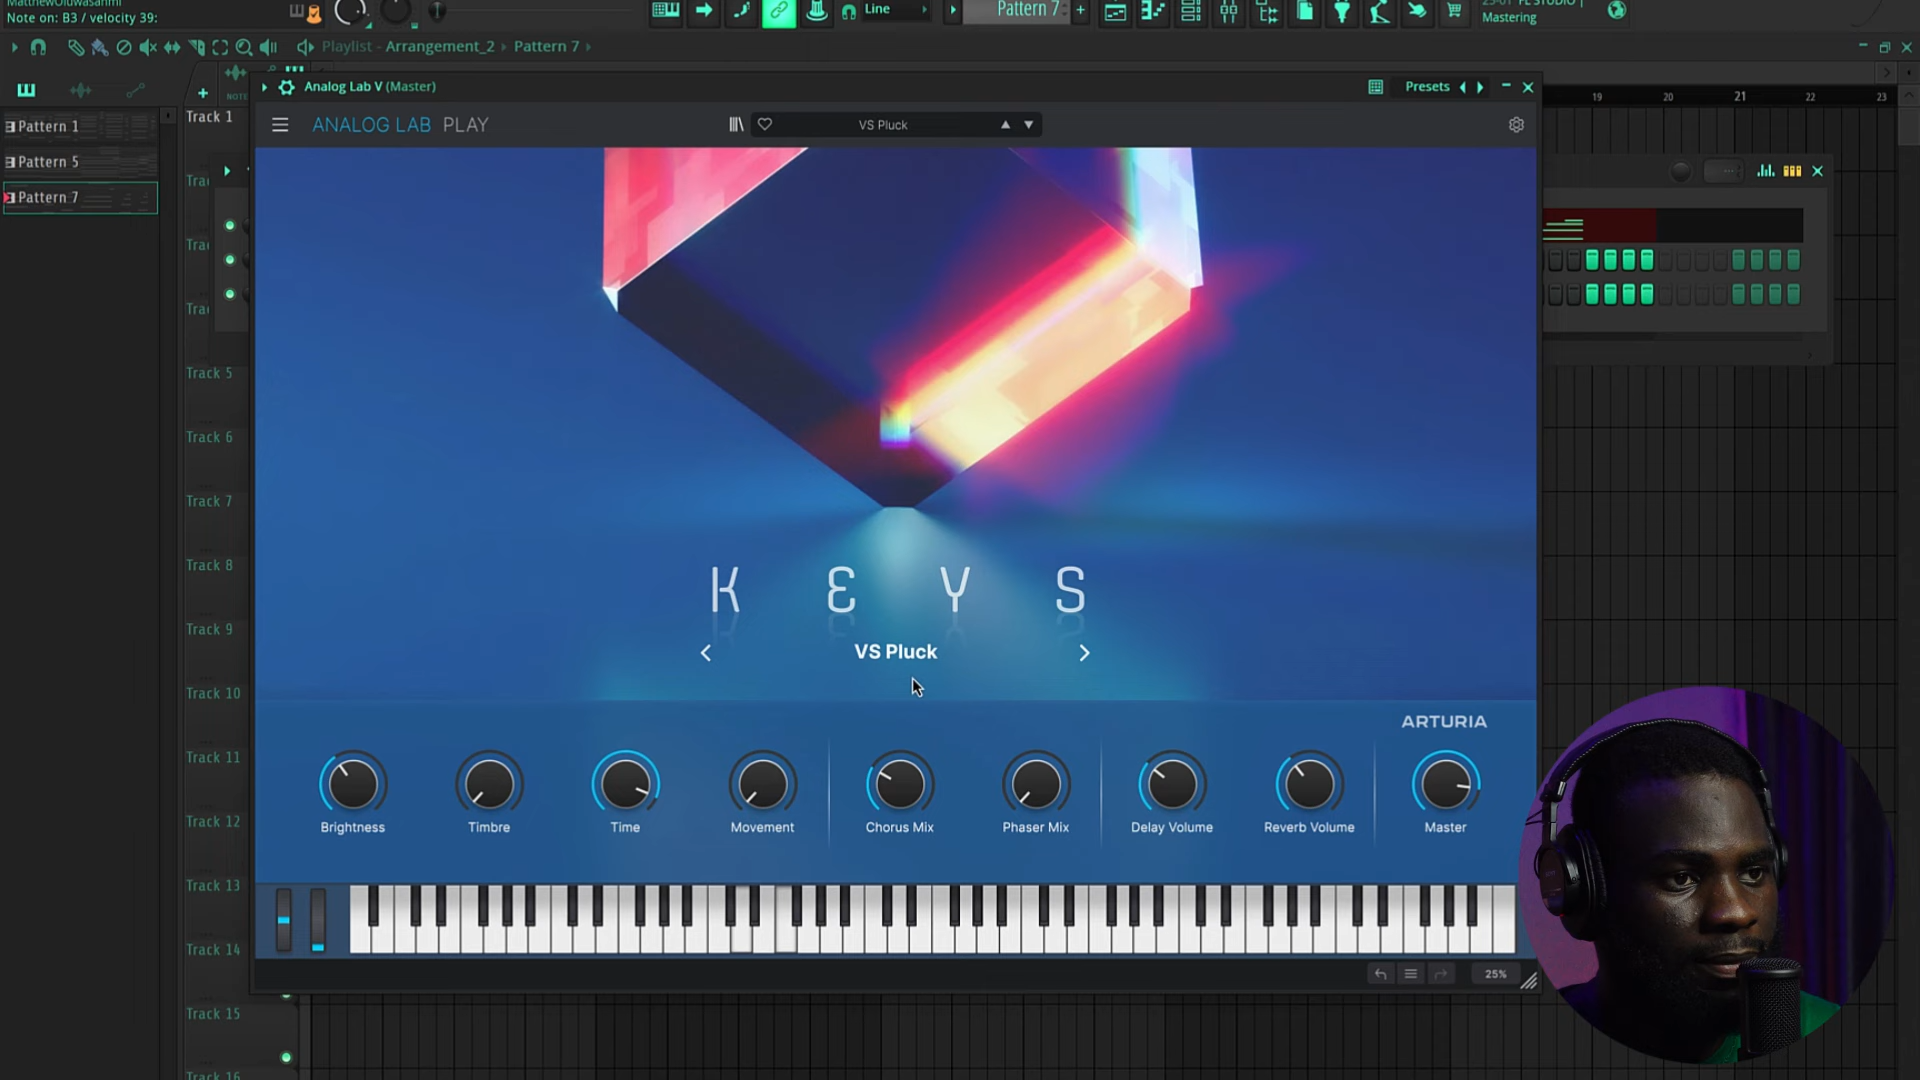 MatthewOluwasanmi
Note on: B3 / velocity 39:
Line
Pattern 7
Mastering
Playlist - Arrangement_2 › Pattern 7 ›
NOTE
Pattern 1
Pattern 5
Pattern 7
Analog Lab V (Master)
Presets
ANALOG LAB PLAY
VS Pluck
19 20 21 22 23
Track 1
Track 5
Track 6
Track 7
Track 8
Track 9
Track 10
Track 11
Track 12
Track 13
Track 14
Track 15
Track 16
KEYS
VS Pluck
ARTURIA
Brightness
Timbre
Time
Movement
Chorus Mix
Phaser Mix
Delay Volume
Reverb Volume
Master
25%